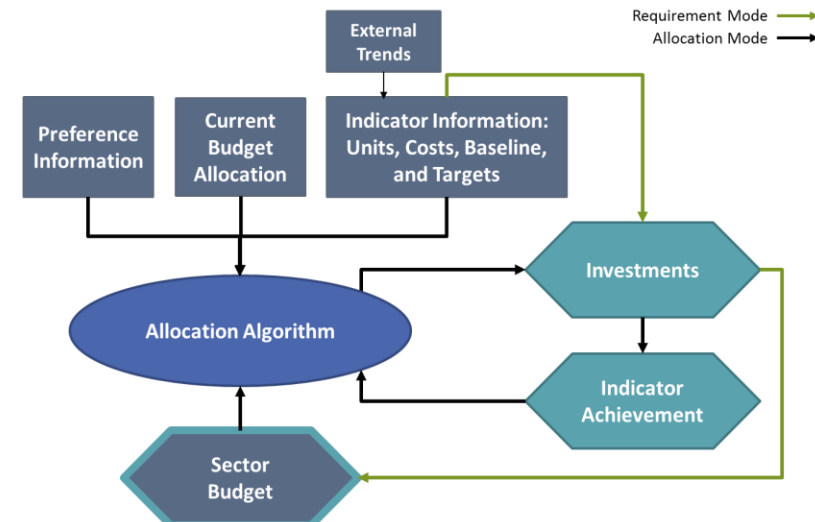 Requirement Mode
Allocation Mode
External
Trends
Preference
Information
Current
Budget
Allocation
Indicator Information:
Units, Costs, Baseline,
and Targets
Investments
Allocation Algorithm
Indicator
Achievement
Sector
Budget